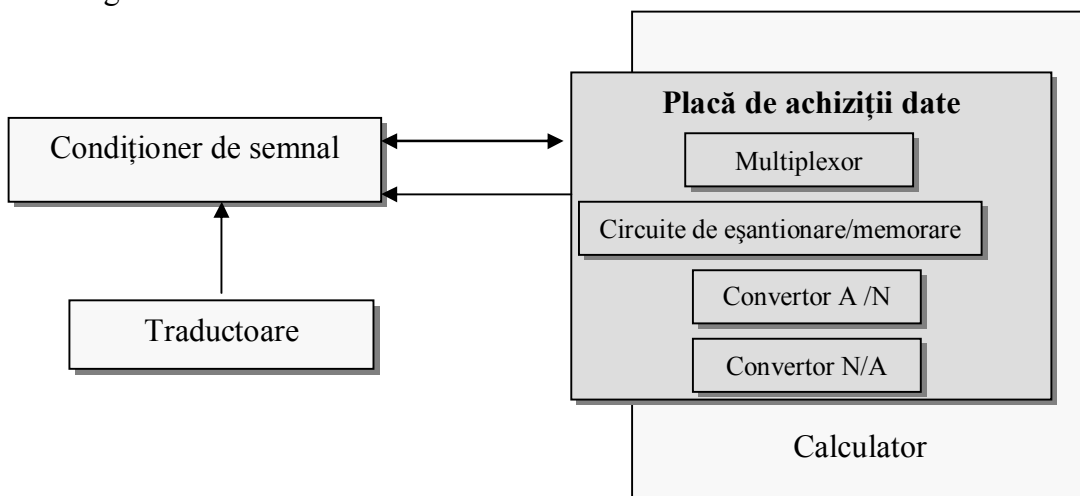 Placă de achiziții date
Condiționer de semnal
Multiplexor
Circuite de eşantionare/memorare
Convertor A /N
Traductoare
Convertor N/A
Calculator